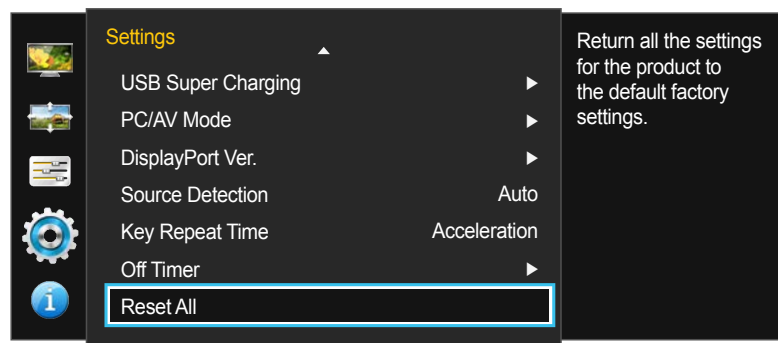 Settings
USB Super Charging
PC/AV Mode
DisplayPort Ver.
Source Detection Auto
Key Repeat Time Acceleration
Off Timer
Reset All
Return all the settings
for the product to
the default factory
settings.